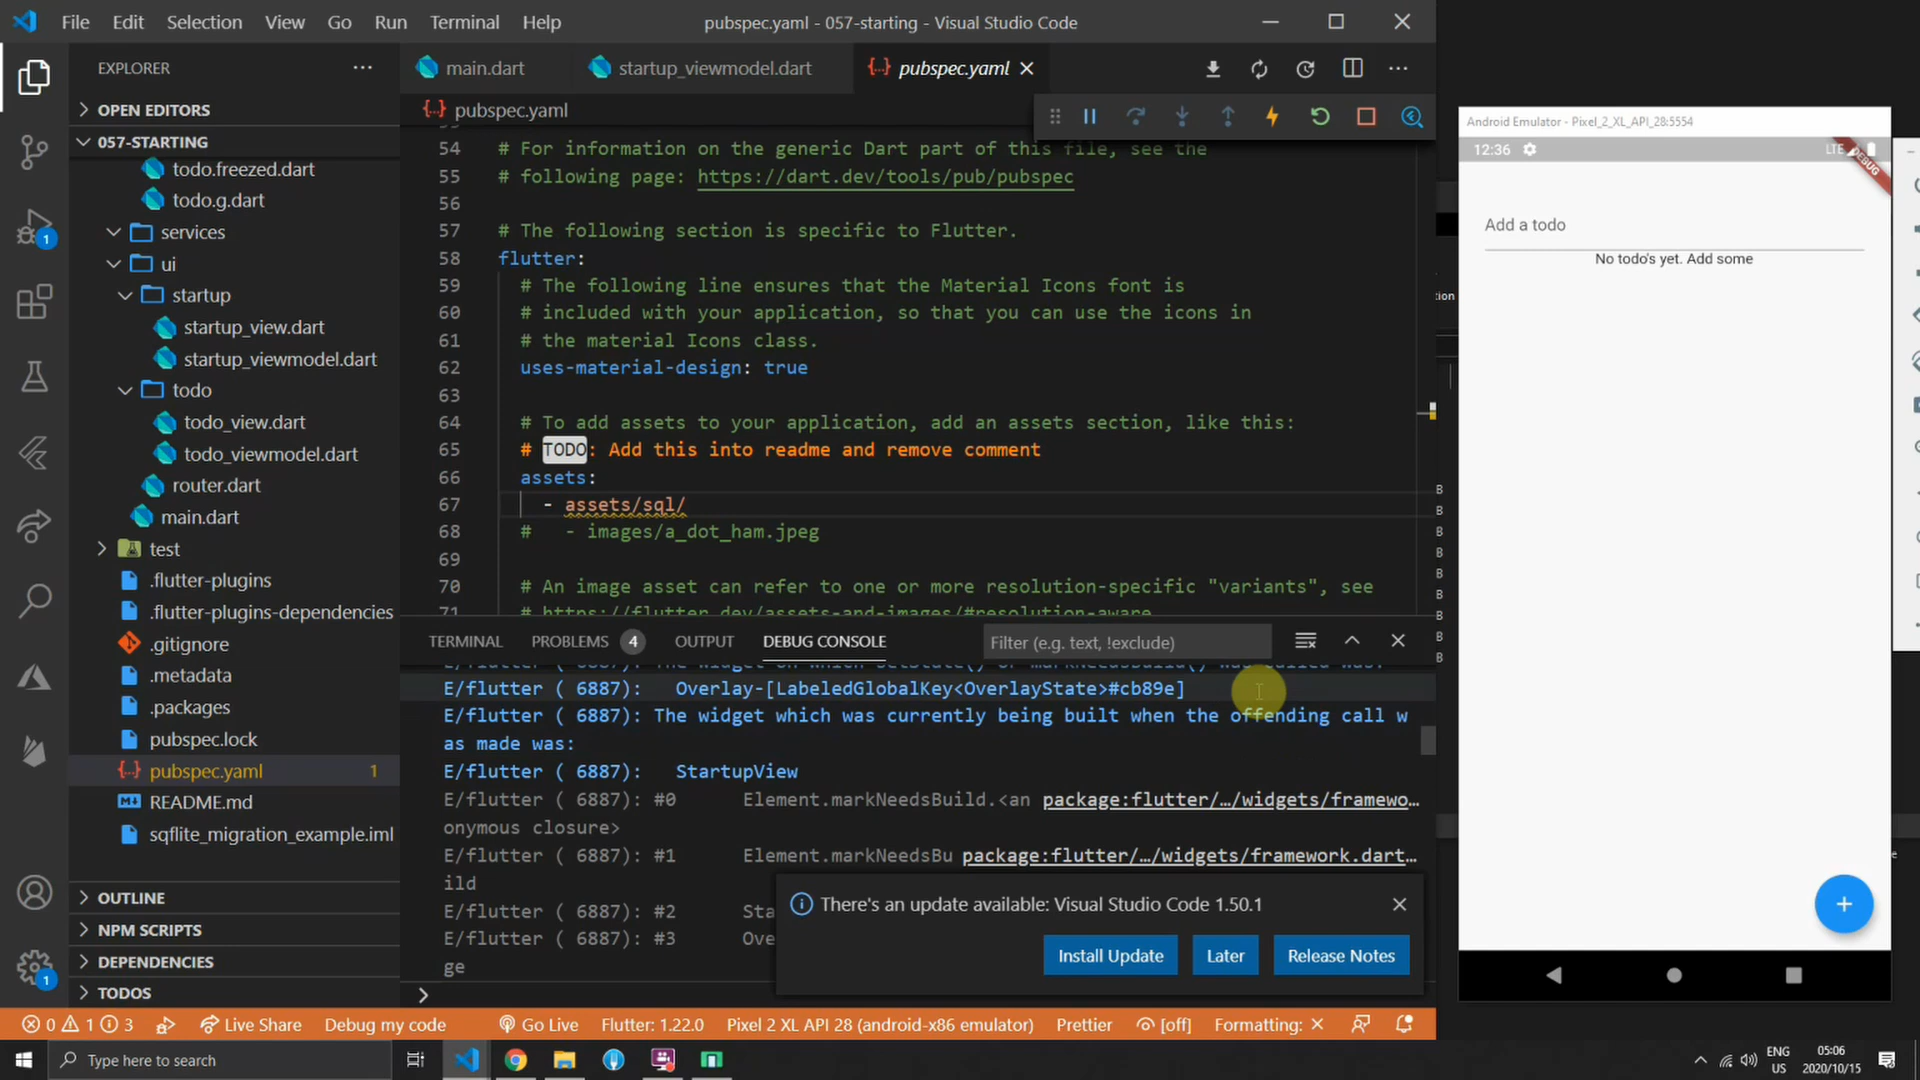 File Edit Selection View Go Run Terminal Help
pubspec.yaml - 057-starting - Visual Studio Code
EXPLORER
OPEN EDITORS
057-STARTING
todo.freezed.dart
todo.g.dart
services
ui
startup
startup_view.dart
startup_viewmodel.dart
todo
todo_view.dart
todo_viewmodel.dart
router.dart
main.dart
test
.flutter-plugins
.flutter-plugins-dependencies
.gitignore
.metadata
.packages
pubspec.lock
pubspec.yaml 1
README.md
sqflite_migration_example.iml
OUTLINE
NPM SCRIPTS
DEPENDENCIES
TODOS
1
1
main.dart startup_viewmodel.dart pubspec.yaml
pubspec.yaml
54 # For information on the generic Dart part of this file, see the
55 # following page: https://dart.dev/tools/pub/pubspec
56
57 # The following section is specific to Flutter.
58 flutter:
59 # The following line ensures that the Material Icons font is
60 # included with your application, so that you can use the icons in
61 # the material Icons class.
62 uses-material-design: true
63
64 # To add assets to your application, add an assets section, like this:
65 # TODO: Add this into readme and remove comment
66 assets:
67 - assets/sql/
68 # - images/a_dot_ham.jpeg
69
70 # An image asset can refer to one or more resolution-specific "variants", see
71 # https://flutter.dev/assets-and-images/#resolution-aware
TERMINAL PROBLEMS 4 OUTPUT DEBUG CONSOLE
Filter (e.g. text, !exclude)
E/flutter ( 6887): The widget on which setState() or markNeedsBuild() was called was:
E/flutter ( 6887): Overlay-[LabeledGlobalKey<OverlayState>#cb89e]
E/flutter ( 6887): The widget which was currently being built when the offending call w
as made was:
E/flutter ( 6887): StartupView
E/flutter ( 6887): #0 Element.markNeedsBuild.<an package:flutter/…/widgets/framewo…
onymous closure>
E/flutter ( 6887): #1 Element.markNeedsBu package:flutter/…/widgets/framework.dart…
ild
E/flutter ( 6887): #2 Sta
E/flutter ( 6887): #3 Ove
ge
There's an update available: Visual Studio Code 1.50.1
Install Update Later Release Notes
0 1 3 Live Share Debug my code Go Live Flutter: 1.22.0 Pixel 2 XL API 28 (android-x86 emulator) Prettier [off] Formatting: ✕
Android Emulator - Pixel_2_XL_API_28:5554
12:36 LTE
DEBUG
Add a todo
No todo's yet. Add some
tion
B
B
B
B
B
B
B
B
B
e
Type here to search
ENG
US
05:06
2020/10/15